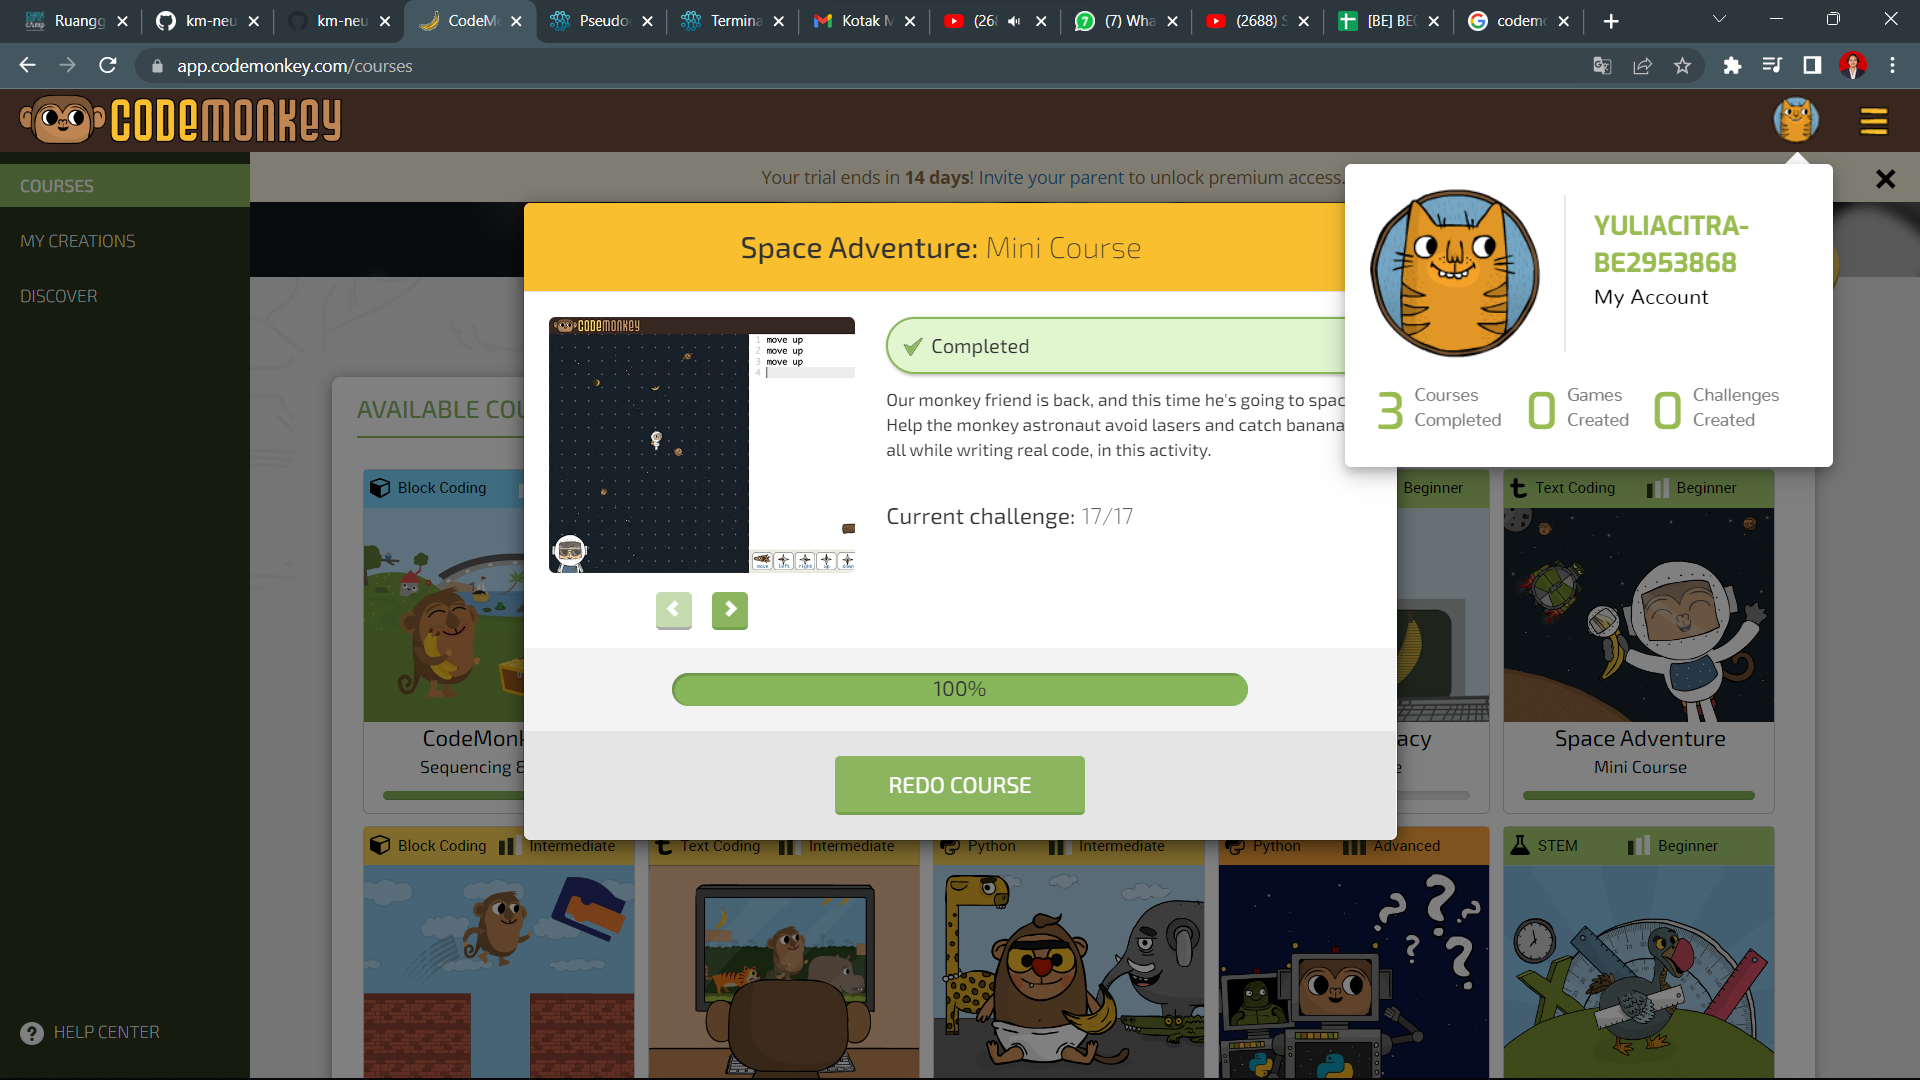 Ruangg
km-neu
km-neu
CodeM
Pseudo
Termina
Kotak M
(26
(7) Wha
(2688) S
[BE] BE
codem
app.codemonkey.com/courses
CODEMONKEY
COURSES
MY CREATIONS
DISCOVER
HELP CENTER
Your trial ends in 14 days! Invite your parent to unlock premium access.
YULIACITRA-
BE2953868
My Account
3 Courses Completed
0 Games Created
0 Challenges Created
AVAILABLE COU
Space Adventure: Mini Course
CODEMONKEY
1 move up
2 move up
3 move up
4
move left right up down
Completed
Our monkey friend is back, and this time he's going to spac
Help the monkey astronaut avoid lasers and catch banana
all while writing real code, in this activity.
Current challenge: 17/17
100%
REDO COURSE
Block Coding
Beginner
Text Coding Beginner
CodeMonk
Sequencing &
acy
e
Space Adventure
Mini Course
Block Coding Intermediate
Text Coding Intermediate
Python Intermediate
Python Advanced
STEM Beginner
? ? ? ? ?